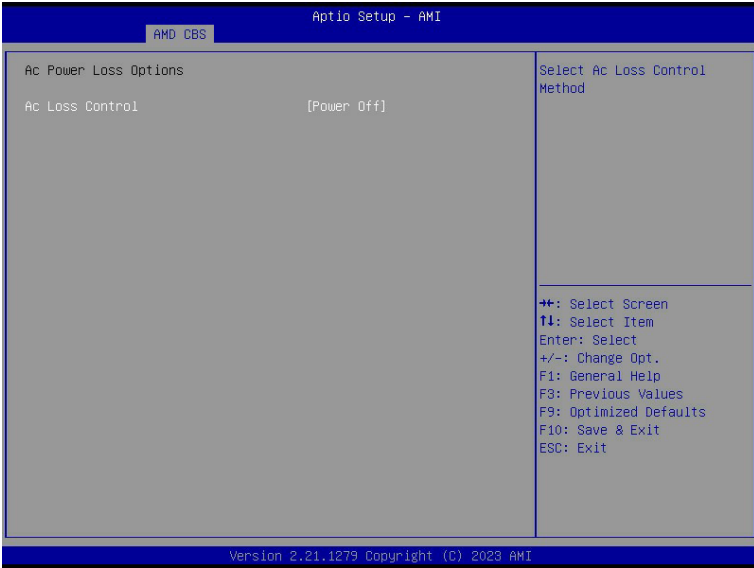 Aptio Setup – AMI
AMD CBS
Ac Power Loss Options
Ac Loss Control [Power Off]
Select Ac Loss Control
Method
→←: Select Screen
↑↓: Select Item
Enter: Select
+/-: Change Opt.
F1: General Help
F3: Previous Values
F9: Optimized Defaults
F10: Save & Exit
ESC: Exit
Version 2.21.1279 Copyright (C) 2023 AMI